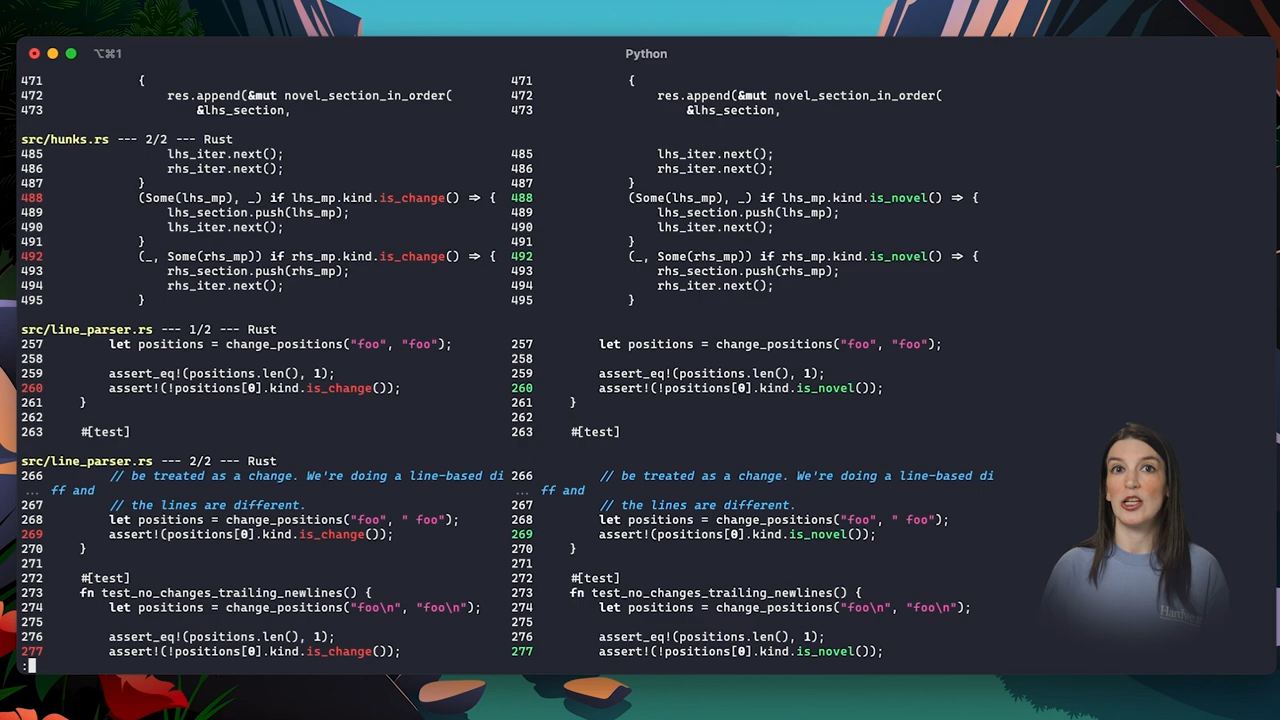 ⌥⌘1 Python
471 { 471 {
472 res.append(&mut novel_section_in_order( 472 res.append(&mut novel_section_in_order(
473 &lhs_section, 473 &lhs_section,
src/hunks.rs --- 2/2 --- Rust
485 lhs_iter.next(); 485 lhs_iter.next();
486 rhs_iter.next(); 486 rhs_iter.next();
487 } 487 }
488 (Some(lhs_mp), _) if lhs_mp.kind.is_change() => { 488 (Some(lhs_mp), _) if lhs_mp.kind.is_novel() => {
489 lhs_section.push(lhs_mp); 489 lhs_section.push(lhs_mp);
490 lhs_iter.next(); 490 lhs_iter.next();
491 } 491 }
492 (_, Some(rhs_mp)) if rhs_mp.kind.is_change() => { 492 (_, Some(rhs_mp)) if rhs_mp.kind.is_novel() => {
493 rhs_section.push(rhs_mp); 493 rhs_section.push(rhs_mp);
494 rhs_iter.next(); 494 rhs_iter.next();
495 } 495 }
src/line_parser.rs --- 1/2 --- Rust
257 let positions = change_positions("foo", "foo"); 257 let positions = change_positions("foo", "foo");
258 258
259 assert_eq!(positions.len(), 1); 259 assert_eq!(positions.len(), 1);
260 assert!(!positions[0].kind.is_change()); 260 assert!(!positions[0].kind.is_novel());
261 } 261 }
262 262
263 #[test] 263 #[test]
src/line_parser.rs --- 2/2 --- Rust
266 // be treated as a change. We're doing a line-based di 266 // be treated as a change. We're doing a line-based di
... ff and ... ff and
267 // the lines are different. 267 // the lines are different.
268 let positions = change_positions("foo", " foo"); 268 let positions = change_positions("foo", " foo");
269 assert!(positions[0].kind.is_change()); 269 assert!(positions[0].kind.is_novel());
270 } 270 }
271 271
272 #[test] 272 #[test]
273 fn test_no_changes_trailing_newlines() { 273 fn test_no_changes_trailing_newlines() {
274 let positions = change_positions("foo\n", "foo\n"); 274 let positions = change_positions("foo\n", "foo\n");
275 275
276 assert_eq!(positions.len(), 1); 276 assert_eq!(positions.len(), 1);
277 assert!(!positions[0].kind.is_change()); 277 assert!(!positions[0].kind.is_novel());
: